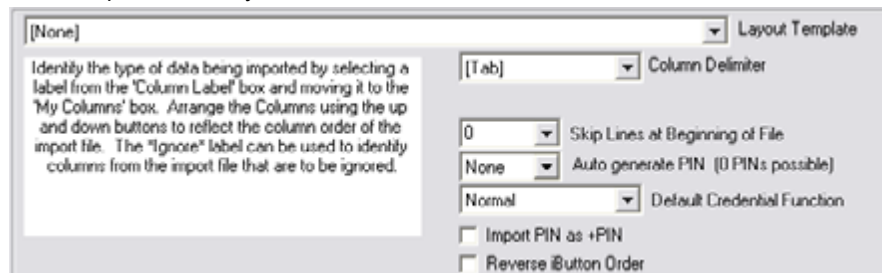 [None] Layout Template
Identify the type of data being imported by selecting a
label from the 'Column Label' box and moving it to the
'My Columns' box. Arrange the Columns using the up
and down buttons to reflect the column order of the
import file. The *Ignore* label can be used to identify
columns from the import file that are to be ignored.
[Tab] Column Delimiter
0 Skip Lines at Beginning of File
None Auto generate PIN (0 PINs possible)
Normal Default Credential Function
Import PIN as +PIN
Reverse iButton Order